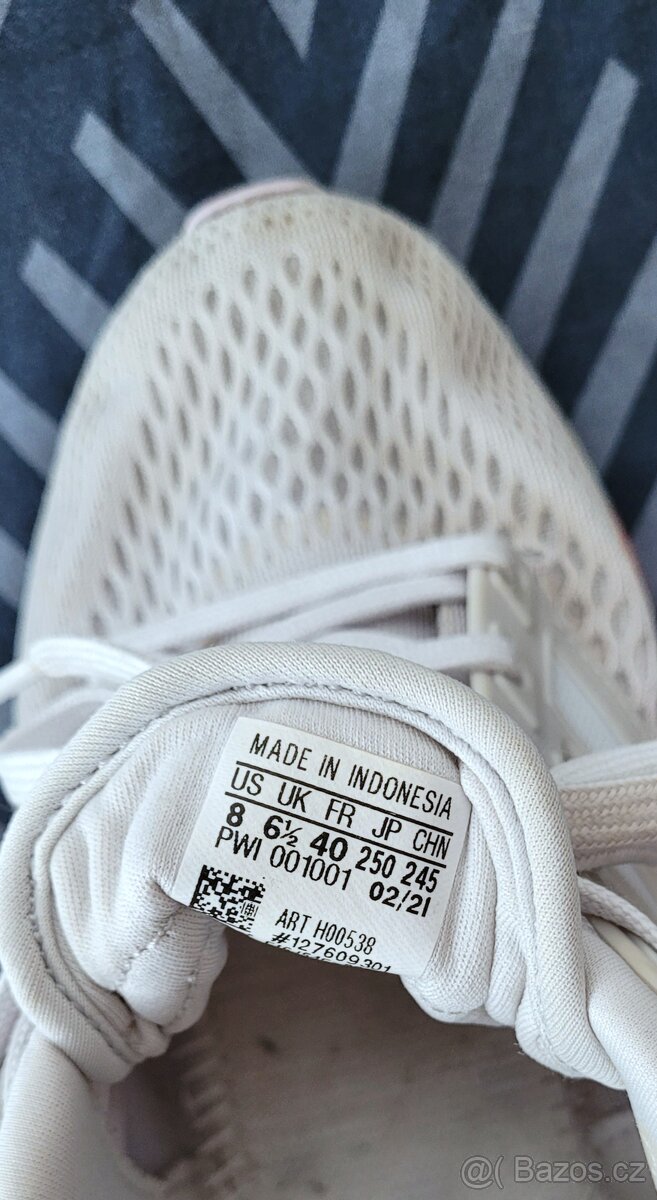 MADE IN INDONESIA
US UK FR JP CHN
8 6½ 40 250 245
PWI 001001 02/21
ART H00538
#127609301
@( Bazos.cz